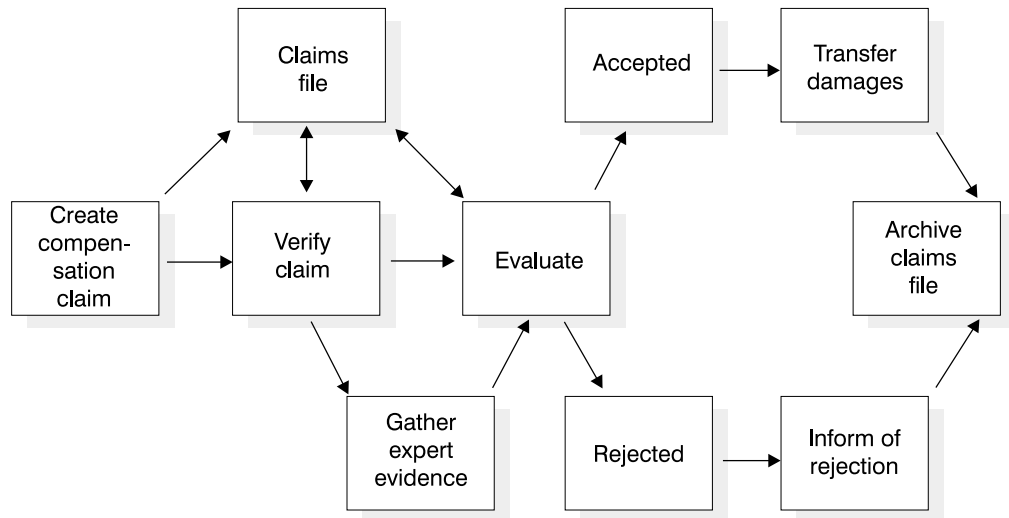 Claims
file
Accepted
Transfer
damages
Create
compen-
sation
claim
Verify
claim
Evaluate
Archive
claims
file
Gather
expert
evidence
Rejected
Inform of
rejection